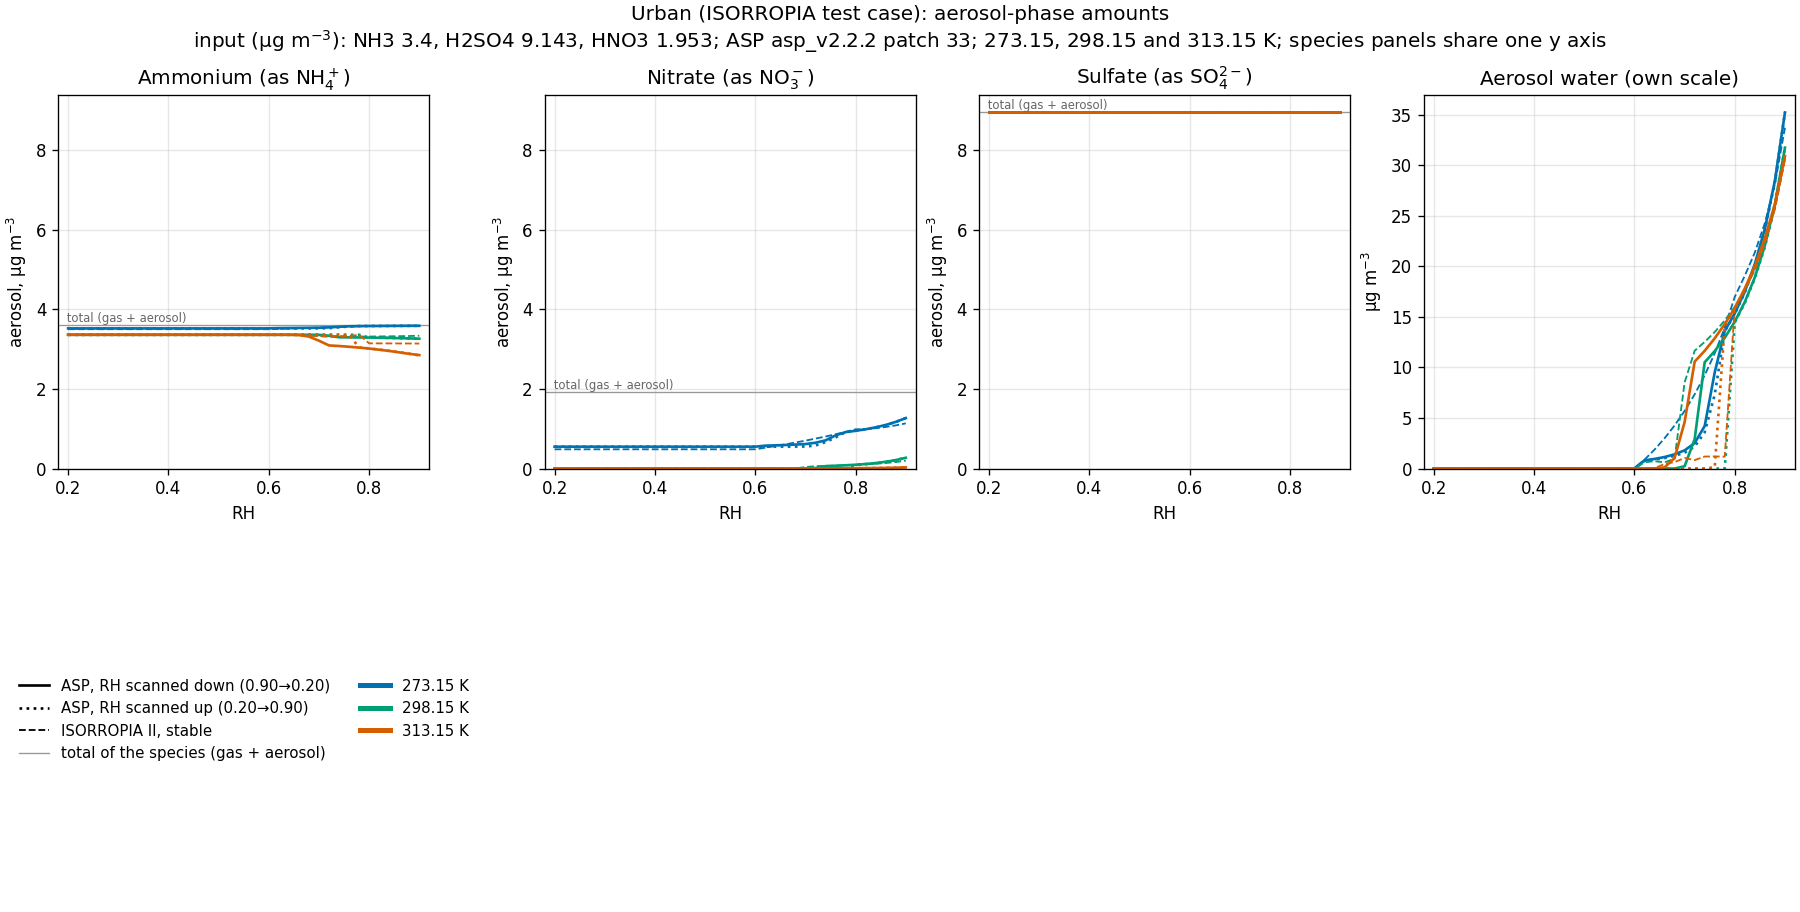 Urban (ISORROPIA test case): aerosol-phase amounts
input (µg m⁻³): NH3 3.4, H2SO4 9.143, HNO3 1.953; ASP asp_v2.2.2 patch 33; 273.15, 298.15 and 313.15 K; species panels share one y axis
Ammonium (as NH₄⁺)
aerosol, µg m⁻³
8
6
4
2
0
total (gas + aerosol)
0.2 0.4 0.6 0.8
RH
Nitrate (as NO₃⁻)
aerosol, µg m⁻³
8
6
4
2
0
total (gas + aerosol)
0.2 0.4 0.6 0.8
RH
Sulfate (as SO₄²⁻)
aerosol, µg m⁻³
total (gas + aerosol)
8
6
4
2
0
0.2 0.4 0.6 0.8
RH
Aerosol water (own scale)
µg m⁻³
35
30
25
20
15
10
5
0
0.2 0.4 0.6 0.8
RH
ASP, RH scanned down (0.90→0.20)
ASP, RH scanned up (0.20→0.90)
ISORROPIA II, stable
total of the species (gas + aerosol)
273.15 K
298.15 K
313.15 K